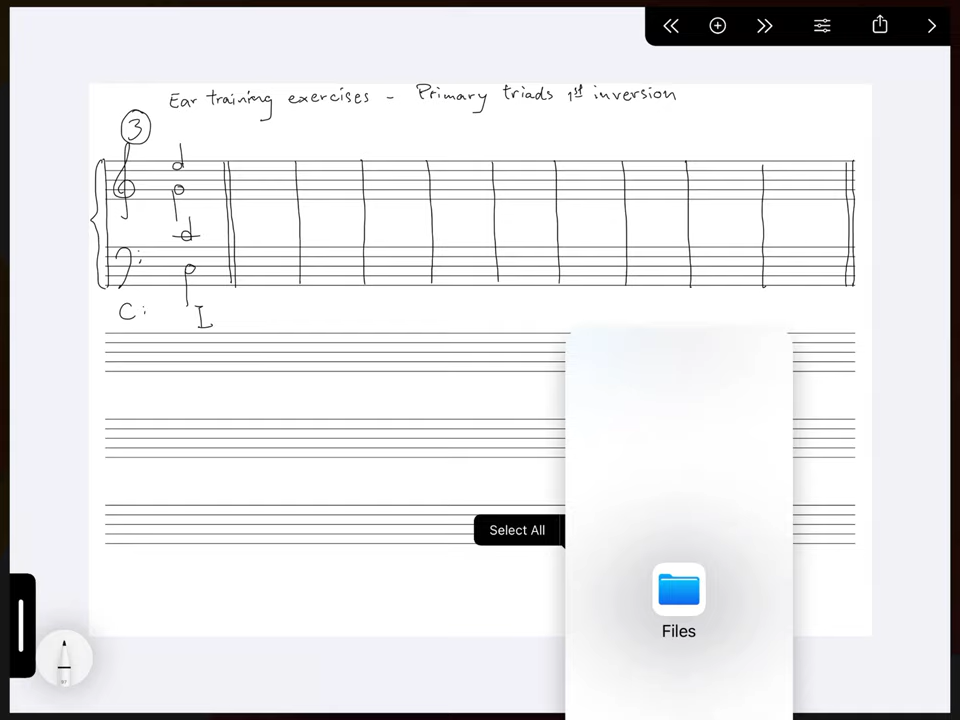 Ear training exercises - Primary triads 1st inversion
3
C: I
Select All
Files